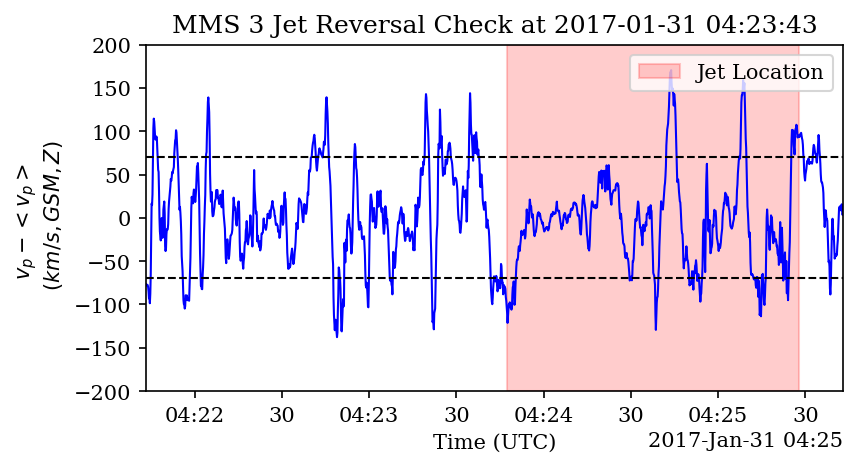 MMS 3 Jet Reversal Check at 2017-01-31 04:23:43
Jet Location
200
150
100
50
0
−50
−100
−150
−200
v_p − < v_p >
(km/s, GSM, Z)
04:22 30 04:23 30 04:24 30 04:25 30
Time (UTC)
2017-Jan-31 04:25